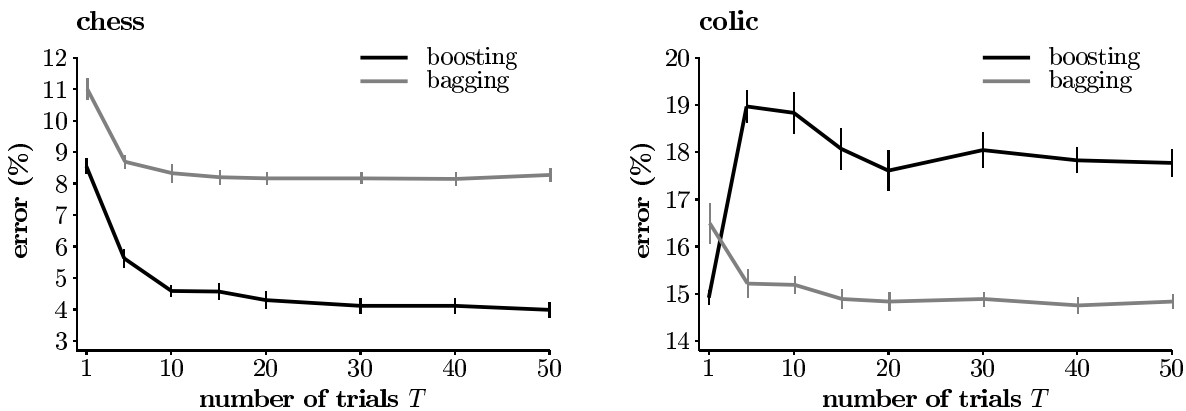 chess
boosting
bagging
12
11
10
9
8
7
6
5
4
3
error (%)
1 10 20 30 40 50
number of trials T
colic
boosting
bagging
20
19
18
17
16
15
14
error (%)
1 10 20 30 40 50
number of trials T